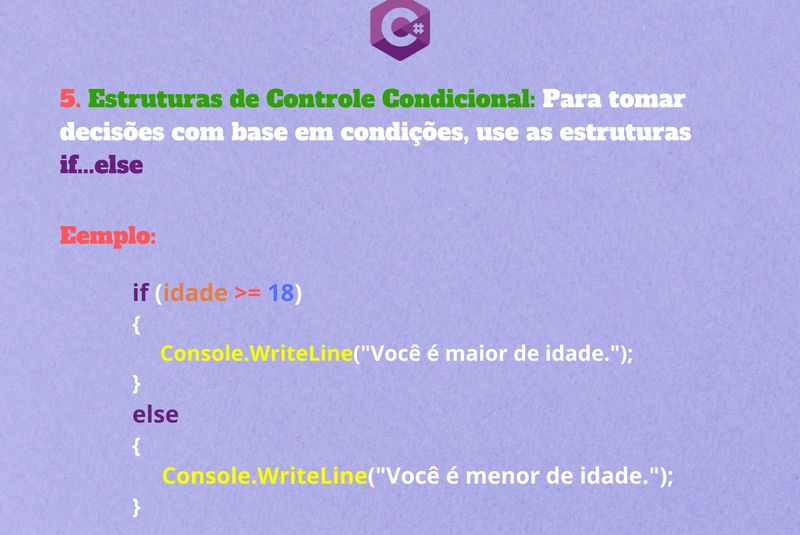 C#
5. Estruturas de Controle Condicional: Para tomar
decisões com base em condições, use as estruturas
if...else
Eemplo:
if (idade >= 18)
{
Console.WriteLine("Você é maior de idade.");
}
else
{
Console.WriteLine("Você é menor de idade.");
}